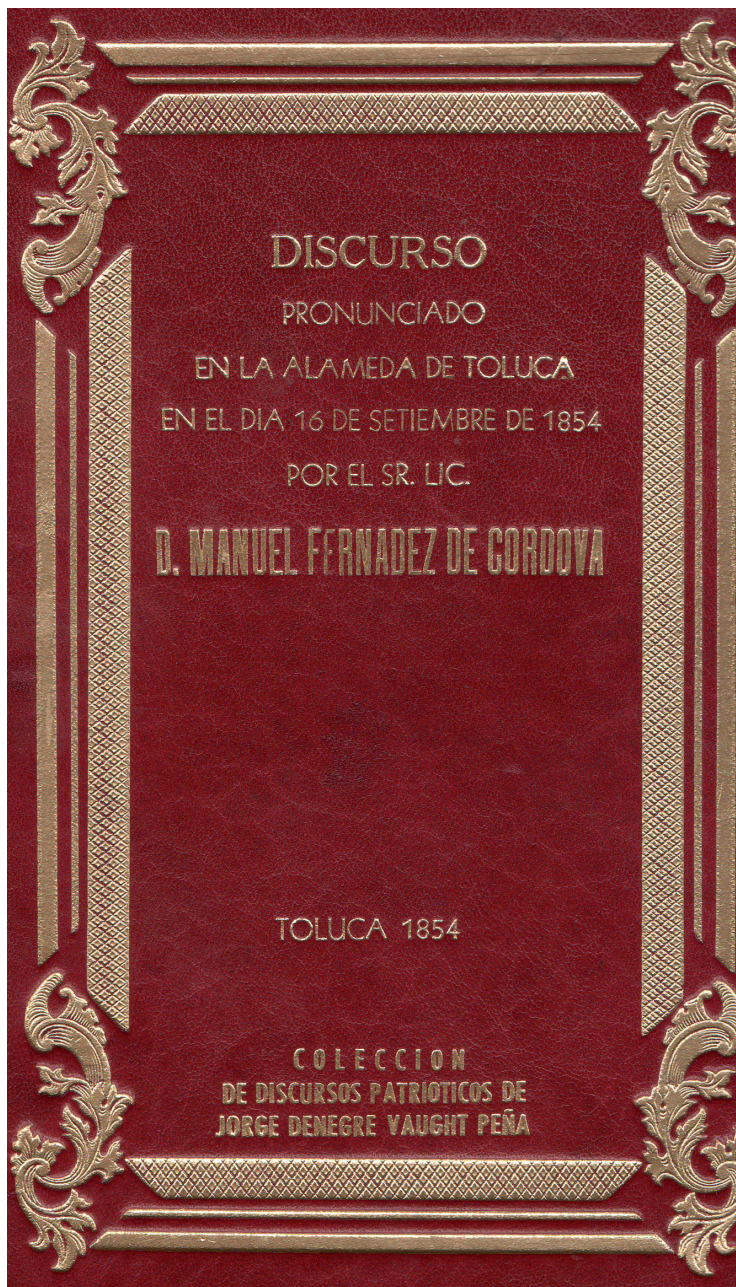 DISCURSO
PRONUNCIADO
EN LA ALAMEDA DE TOLUCA
EN EL DIA 16 DE SETIEMBRE DE 1854
POR EL SR. LIC.
D. MANUEL FERNADEZ DE CORDOVA
TOLUCA 1854
COLECCION
DE DISCURSOS PATRIOTICOS DE
JORGE DENEGRE VAUGHT PEÑA